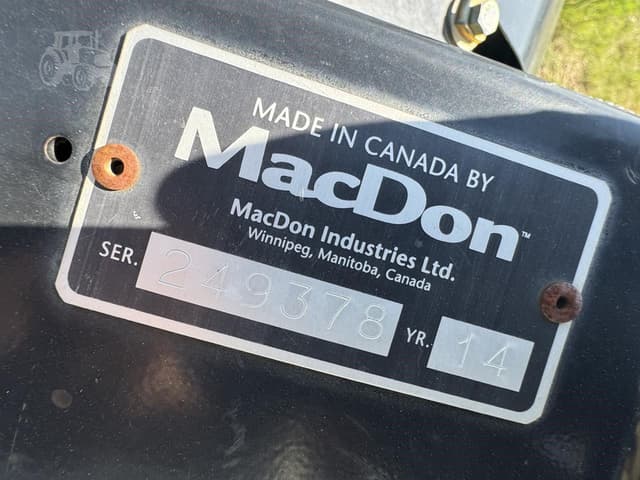 MADE IN CANADA BY
MacDon™
MacDon Industries Ltd.
Winnipeg, Manitoba, Canada
SER. 249378 YR. 14